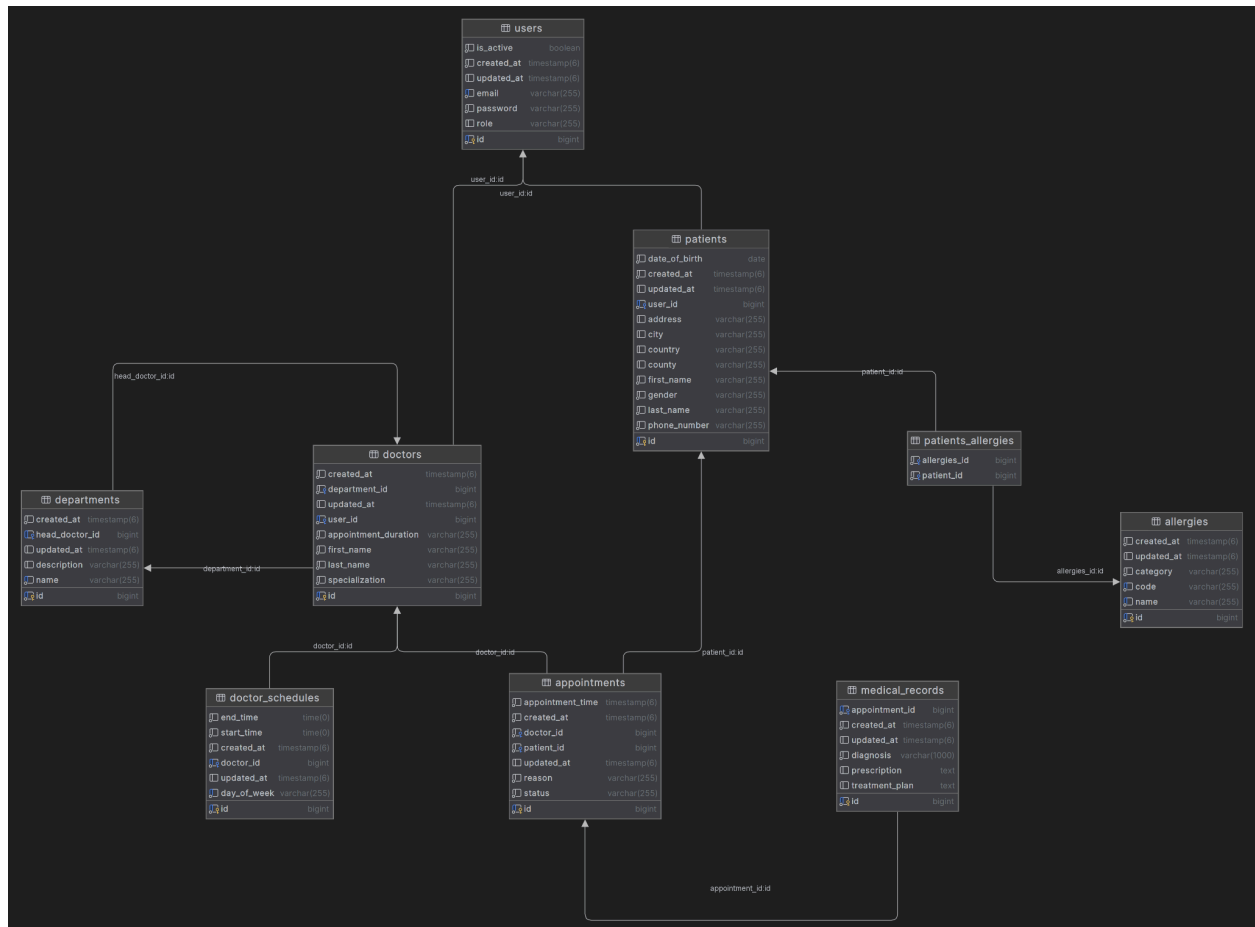 users
is_active boolean
created_at timestamp(6)
updated_at timestamp(6)
email varchar(255)
password varchar(255)
role varchar(255)
id bigint
user_id:id
user_id:id
patients
date_of_birth date
created_at timestamp(6)
updated_at timestamp(6)
user_id bigint
address varchar(255)
city varchar(255)
country varchar(255)
county varchar(255)
first_name varchar(255)
gender varchar(255)
last_name varchar(255)
phone_number varchar(255)
id bigint
head_doctor_id:id
patient_id:id
patients_allergies
allergies_id bigint
patient_id bigint
doctors
created_at timestamp(6)
department_id bigint
updated_at timestamp(6)
user_id bigint
appointment_duration varchar(255)
first_name varchar(255)
last_name varchar(255)
specialization varchar(255)
id bigint
departments
created_at timestamp(6)
head_doctor_id bigint
updated_at timestamp(6)
description varchar(255)
name varchar(255)
id bigint
department_id:id
allergies
created_at timestamp(6)
updated_at timestamp(6)
category varchar(255)
code varchar(255)
name varchar(255)
id bigint
allergies_id:id
doctor_id:id
doctor_id:id
patient_id:id
doctor_schedules
end_time time(0)
start_time time(0)
created_at timestamp(6)
doctor_id bigint
updated_at timestamp(6)
day_of_week varchar(255)
id bigint
appointments
appointment_time timestamp(6)
created_at timestamp(6)
doctor_id bigint
patient_id bigint
updated_at timestamp(6)
reason varchar(255)
status varchar(255)
id bigint
medical_records
appointment_id bigint
created_at timestamp(6)
updated_at timestamp(6)
diagnosis varchar(1000)
prescription text
treatment_plan text
id bigint
appointment_id:id